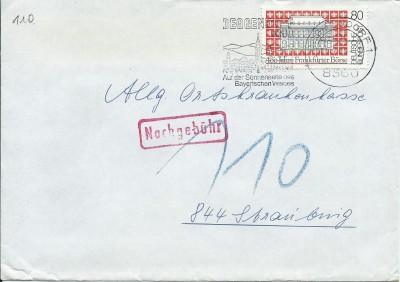 110
DEGGEN
80
400 Jahre Frankfurter Börse
8360
Auf der Sonnenseite des
Bayerischen Waldes
Allg Ortskrankenkasse
Nachgebühr
110
844 Straubing